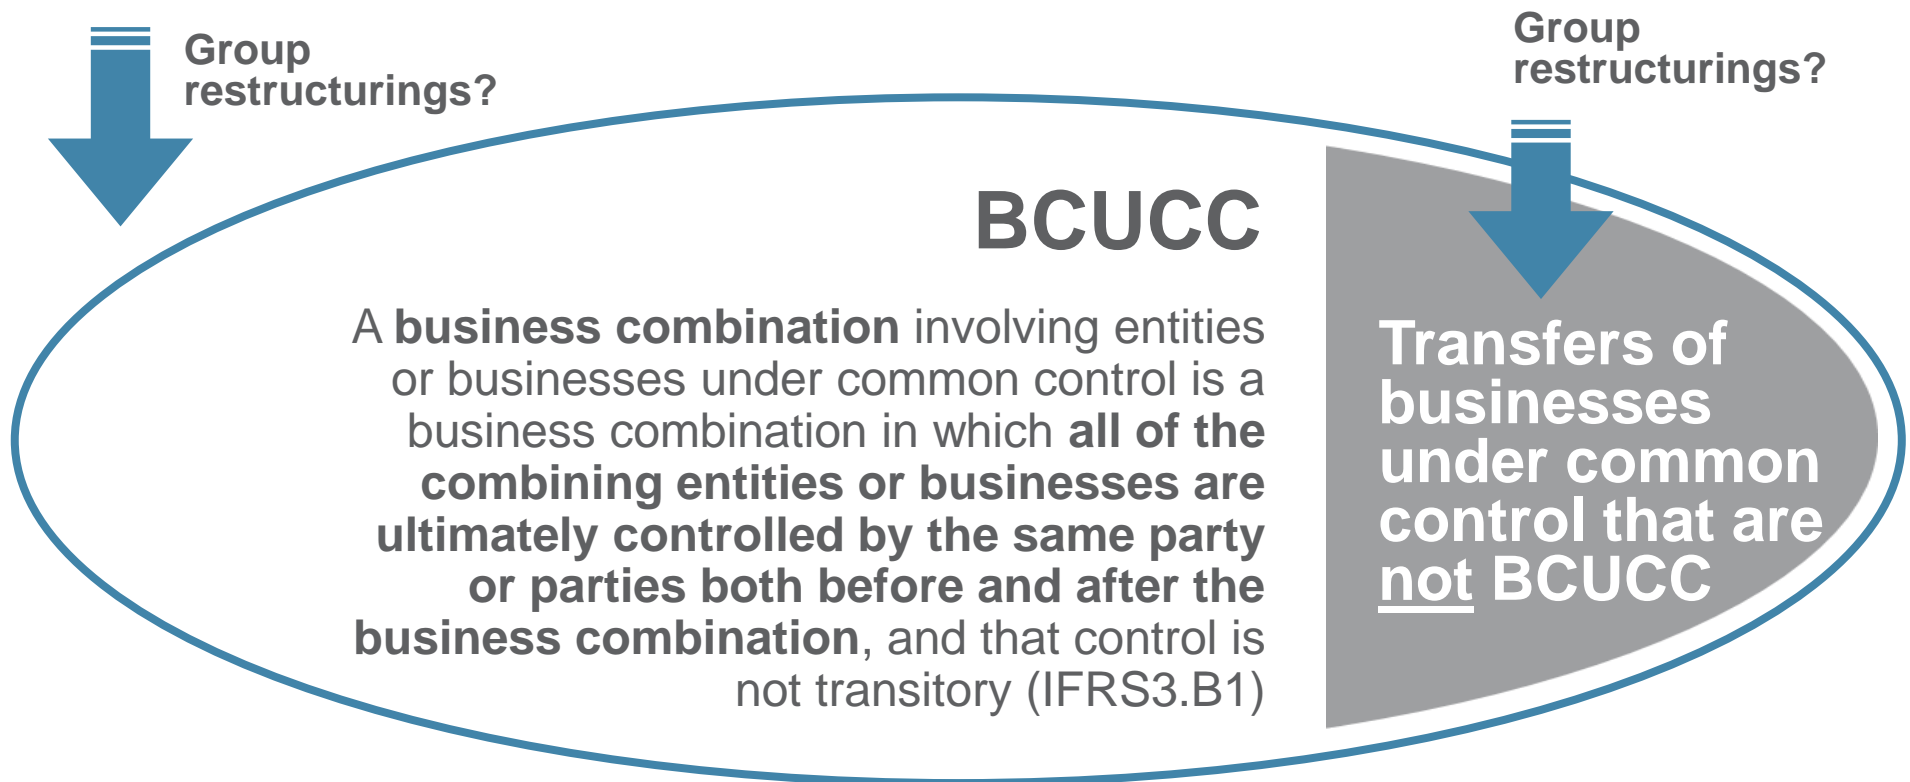 Group
restructurings?
Group
restructurings?
BCUCC
A business combination involving entities
or businesses under common control is a
business combination in which all of the
combining entities or businesses are
ultimately controlled by the same party
or parties both before and after the
business combination, and that control is
not transitory (IFRS3.B1)
Transfers of
businesses
under common
control that are
not BCUCC